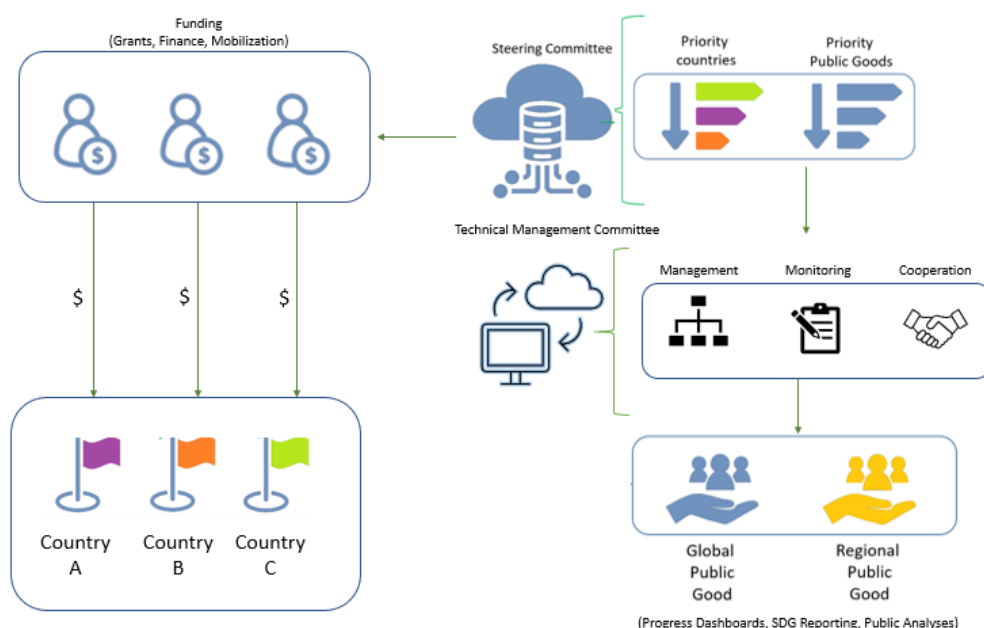 Funding
(Grants, Finance, Mobilization)
Steering Committee
Priority
countries
Priority
Public Goods
$
$
$
Technical Management Committee
Management
Monitoring
Cooperation
$
$
$
Country
A
Country
B
Country
C
Global
Public
Good
Regional
Public
Good
(Progress Dashboards, SDG Reporting, Public Analyses)